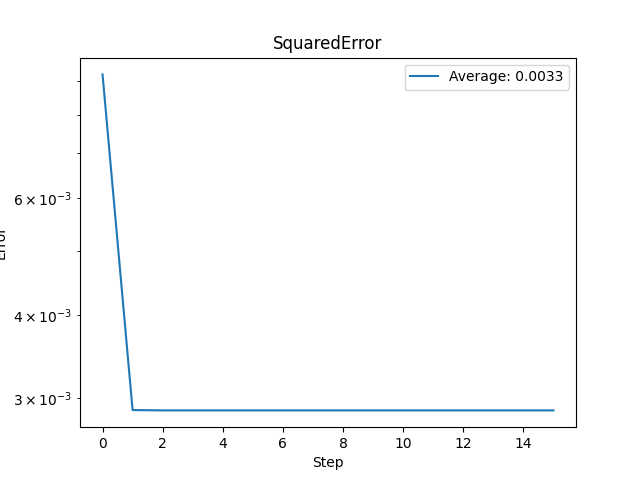 SquaredError
Average: 0.0033
6 × 10⁻³
4 × 10⁻³
3 × 10⁻³
Error
0 2 4 6 8 10 12 14
Step